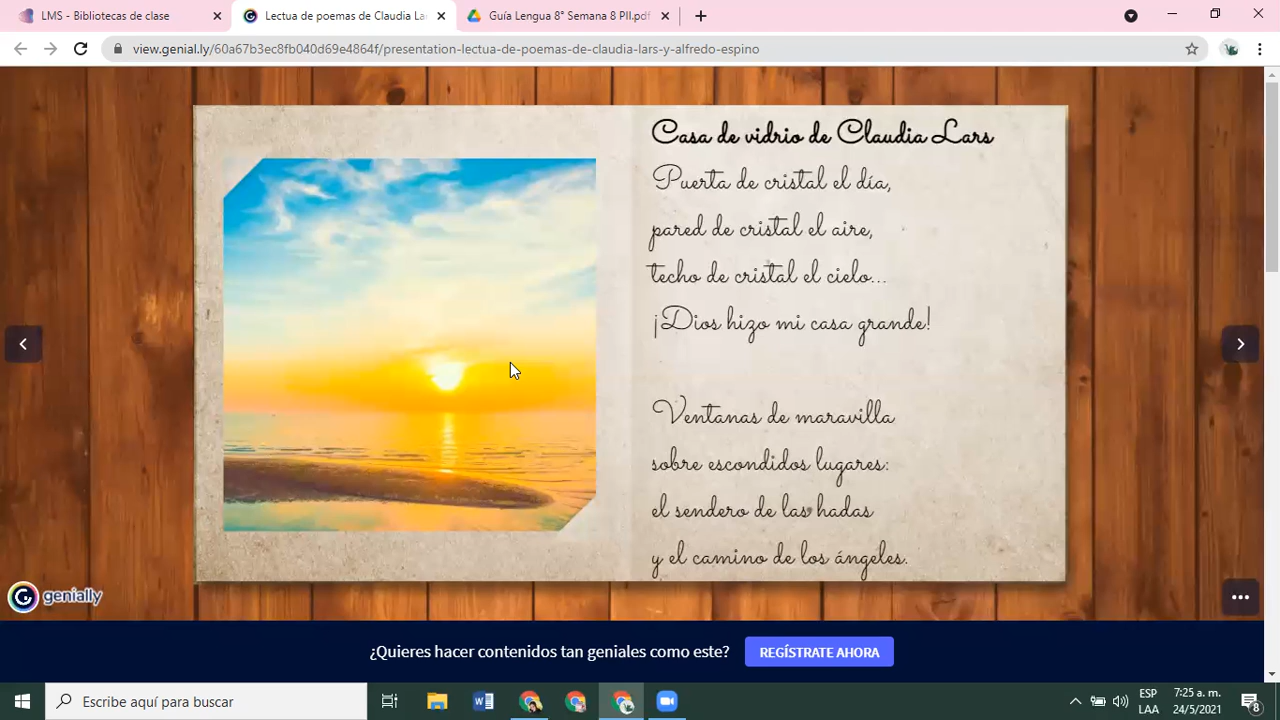 LMS - Bibliotecas de clase
Lectua de poemas de Claudia Lar
Guía Lengua 8° Semana 8 PII.pdf
view.genial.ly/60a67b3ec8fb040d69e4864f/presentation-lectua-de-poemas-de-claudia-lars-y-alfredo-espino
Casa de vidrio de Claudia Lars
Puerta de cristal el día,
pared de cristal el aire,
techo de cristal el cielo...
¡Dios hizo mi casa grande!
Ventanas de maravilla
sobre escondidos lugares:
el sendero de las hadas
y el camino de los ángeles.
genially
¿Quieres hacer contenidos tan geniales como este?
REGÍSTRATE AHORA
Escribe aquí para buscar
ESP
LAA
7:25 a. m.
24/5/2021
8